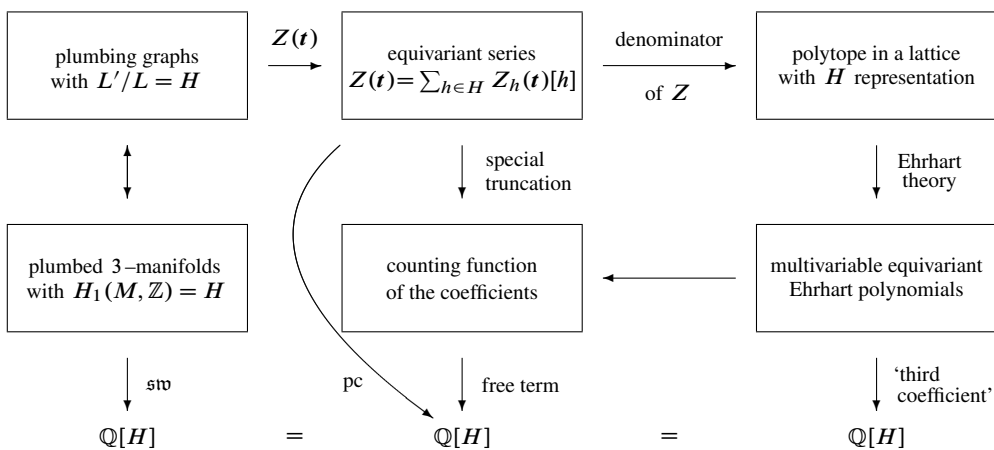 plumbing graphs
with L′/L = H
Z(t)
equivariant series
Z(t)=∑h∈H Zh(t)[h]
denominator
of Z
polytope in a lattice
with H representation
special
truncation
Ehrhart
theory
plumbed 3–manifolds
with H1(M, ℤ) = H
counting function
of the coefficients
multivariable equivariant
Ehrhart polynomials
𝔰𝔴
pc
free term
‘third
coefficient’
ℚ[H] = ℚ[H] = ℚ[H]